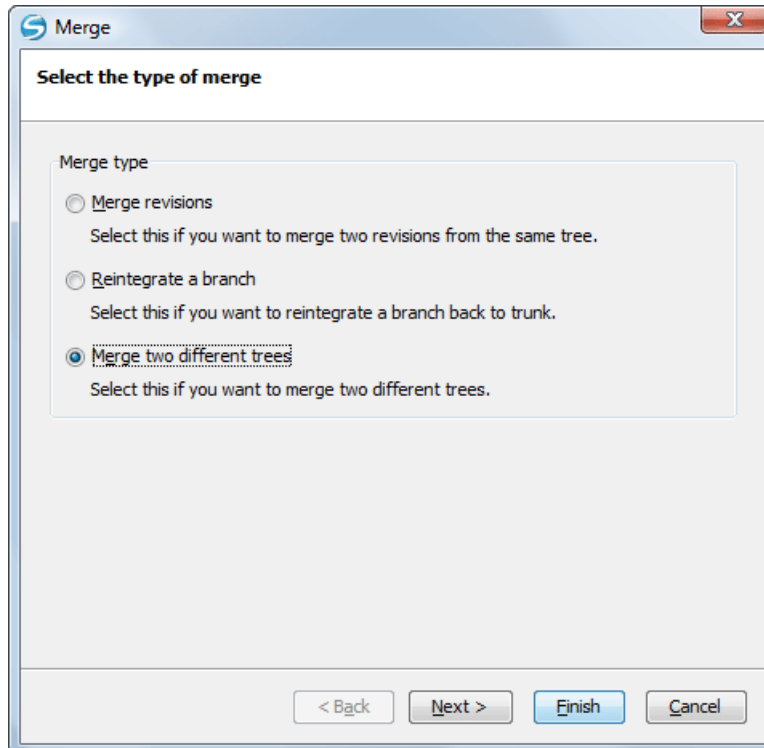 Merge
Select the type of merge
Merge type
Merge revisions
Select this if you want to merge two revisions from the same tree.
Reintegrate a branch
Select this if you want to reintegrate a branch back to trunk.
Merge two different trees
Select this if you want to merge two different trees.
< Back Next > Finish Cancel